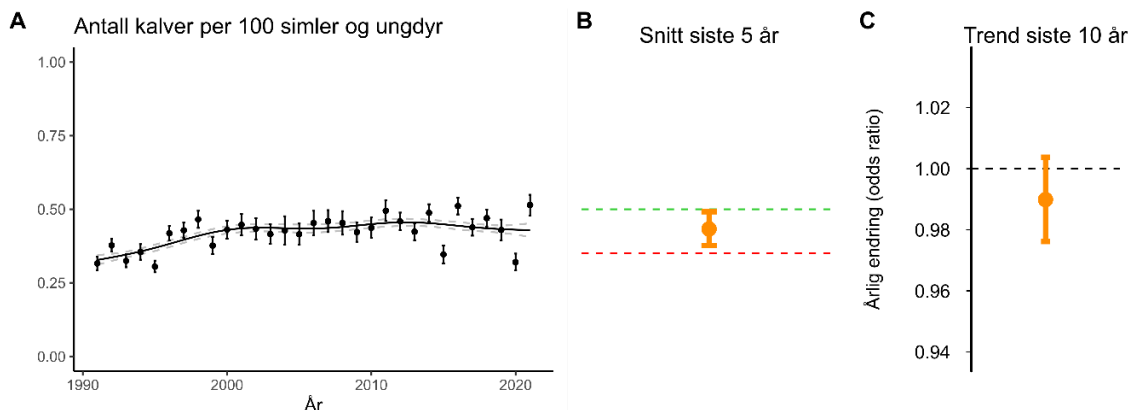 A
Antall kalver per 100 simler og ungdyr
1.00
0.75
0.50
0.25
0.00
1990
2000
2010
2020
År
B
Snitt siste 5 år
C
Trend siste 10 år
Årlig endring (odds ratio)
1.02
1.00
0.98
0.96
0.94